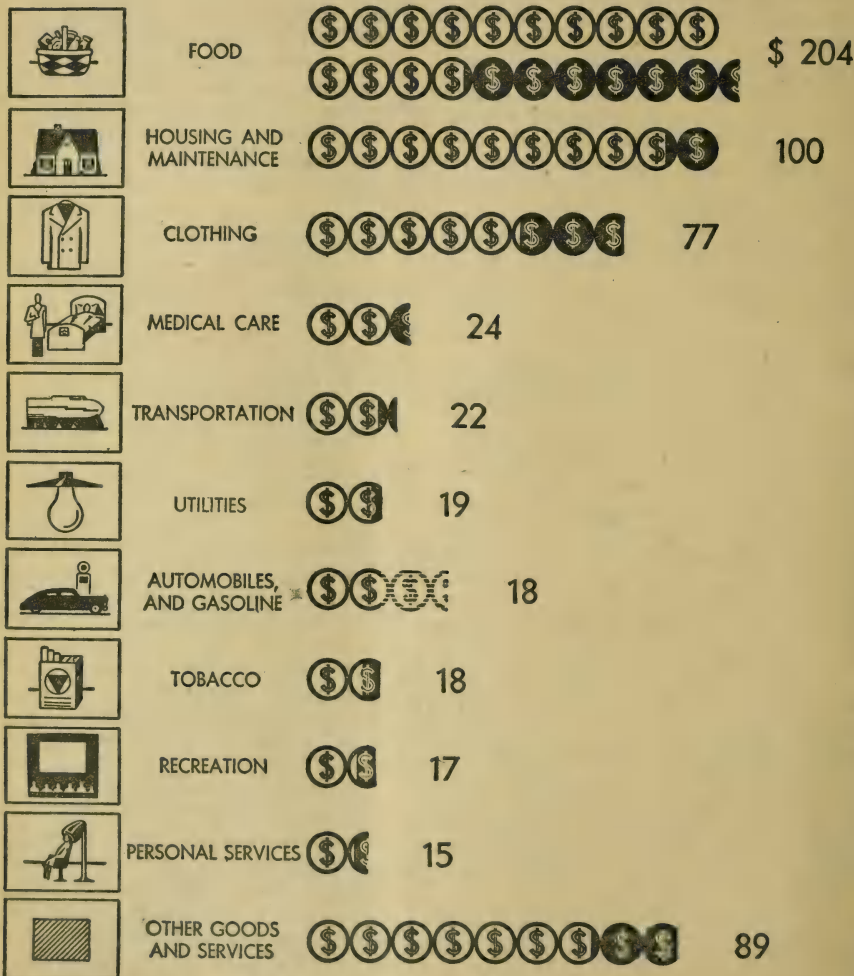 FOOD
$ 204
HOUSING AND
MAINTENANCE
100
CLOTHING
77
MEDICAL CARE
24
TRANSPORTATION
22
UTILITIES
19
AUTOMOBILES,
AND GASOLINE
18
TOBACCO
18
RECREATION
17
PERSONAL SERVICES
15
OTHER GOODS
AND SERVICES
89